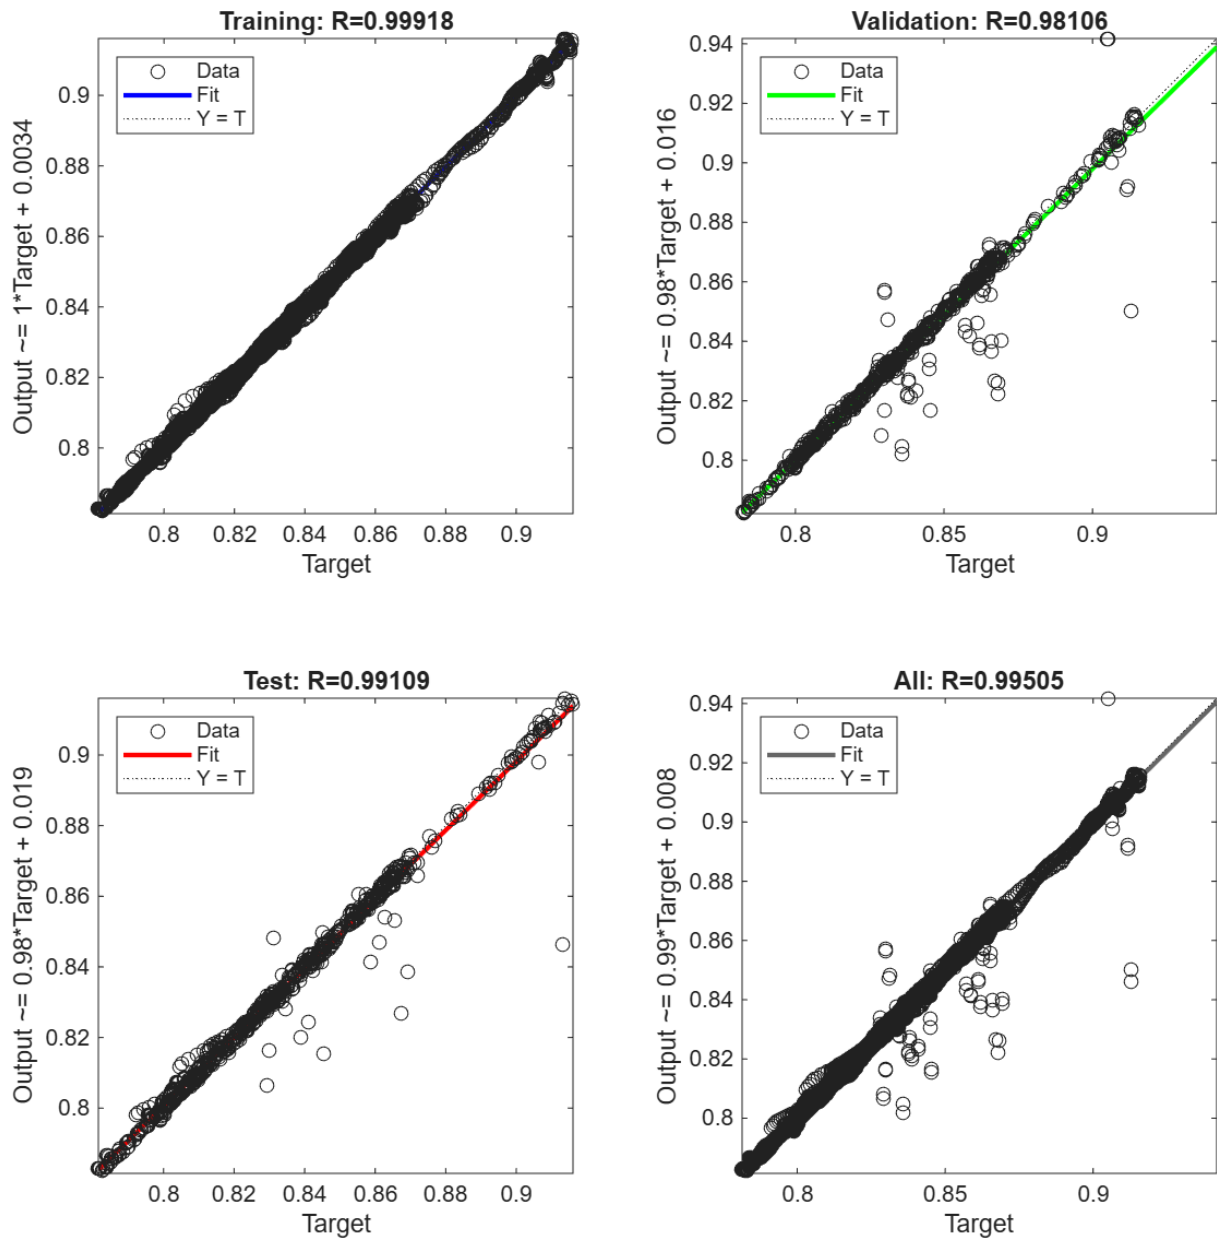 Training: R=0.99918
Data
Fit
Y = T
Output ~= 1*Target + 0.0034
0.9
0.88
0.86
0.84
0.82
0.8
0.8 0.82 0.84 0.86 0.88 0.9
Target
Validation: R=0.98106
Data
Fit
Y = T
Output ~= 0.98*Target + 0.016
0.94
0.92
0.9
0.88
0.86
0.84
0.82
0.8
0.8 0.85 0.9
Target
Test: R=0.99109
Data
Fit
Y = T
Output ~= 0.98*Target + 0.019
0.9
0.88
0.86
0.84
0.82
0.8
0.8 0.82 0.84 0.86 0.88 0.9
Target
All: R=0.99505
Data
Fit
Y = T
Output ~= 0.99*Target + 0.008
0.94
0.92
0.9
0.88
0.86
0.84
0.82
0.8
0.8 0.85 0.9
Target